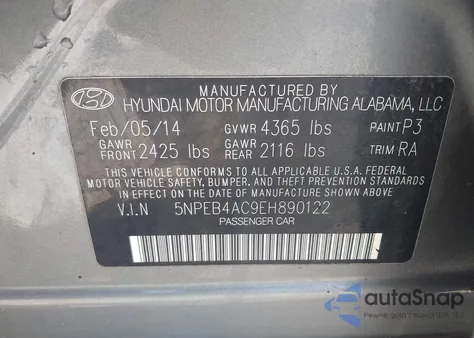 MANUFACTURED BY
HYUNDAI MOTOR MANUFACTURING ALABAMA, LLC.
Feb/05/14 GVWR 4365 lbs PAINT P3
GAWR FRONT 2425 lbs GAWR REAR 2116 lbs TRIM RA
THIS VEHICLE CONFORMS TO ALL APPLICABLE U.S.A. FEDERAL
MOTOR VEHICLE SAFETY, BUMPER, AND THEFT PREVENTION STANDARDS
IN EFFECT ON THE DATE OF MANUFACTURE SHOWN ABOVE.
V.I.N 5NPEB4AC9EH890122
PASSENGER CAR
autoSnap